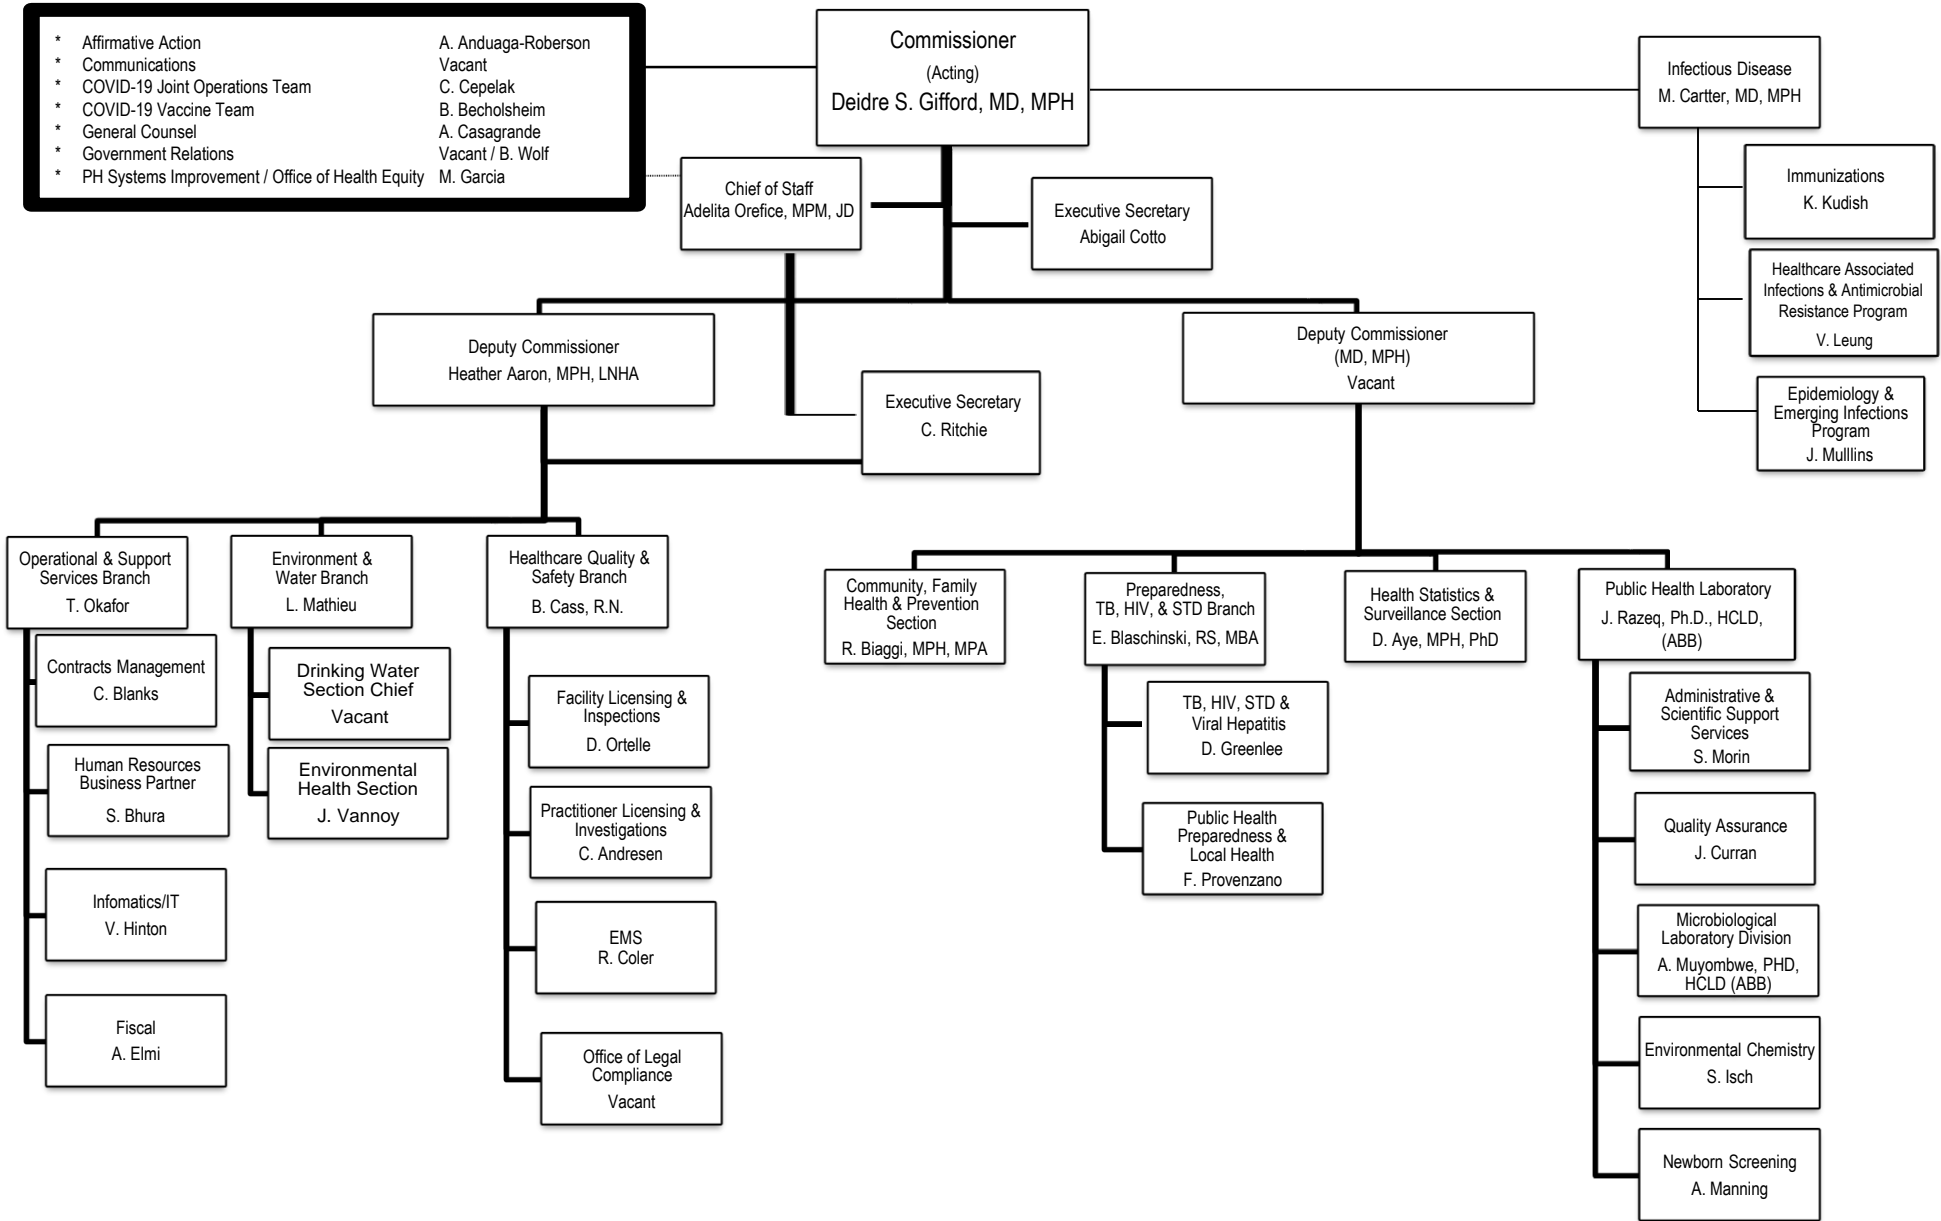 * Affirmative Action A. Anduaga-Roberson
* Communications Vacant
* COVID-19 Joint Operations Team C. Cepelak
* COVID-19 Vaccine Team B. Becholsheim
* General Counsel A. Casagrande
* Government Relations Vacant / B. Wolf
* PH Systems Improvement / Office of Health Equity M. Garcia
Commissioner
(Acting)
Deidre S. Gifford, MD, MPH
Infectious Disease
M. Cartter, MD, MPH
Immunizations
K. Kudish
Healthcare Associated
Infections & Antimicrobial
Resistance Program
V. Leung
Epidemiology &
Emerging Infections
Program
J. Mulllins
Chief of Staff
Adelita Orefice, MPM, JD
Executive Secretary
Abigail Cotto
Deputy Commissioner
Heather Aaron, MPH, LNHA
Executive Secretary
C. Ritchie
Deputy Commissioner
(MD, MPH)
Vacant
Operational & Support
Services Branch
T. Okafor
Contracts Management
C. Blanks
Human Resources
Business Partner
S. Bhura
Infomatics/IT
V. Hinton
Fiscal
A. Elmi
Environment &
Water Branch
L. Mathieu
Drinking Water
Section Chief
Vacant
Environmental
Health Section
J. Vannoy
Healthcare Quality &
Safety Branch
B. Cass, R.N.
Facility Licensing &
Inspections
D. Ortelle
Practitioner Licensing &
Investigations
C. Andresen
EMS
R. Coler
Office of Legal
Compliance
Vacant
Community, Family
Health & Prevention
Section
R. Biaggi, MPH, MPA
Preparedness,
TB, HIV, & STD Branch
E. Blaschinski, RS, MBA
TB, HIV, STD &
Viral Hepatitis
D. Greenlee
Public Health
Preparedness &
Local Health
F. Provenzano
Health Statistics &
Surveillance Section
D. Aye, MPH, PhD
Public Health Laboratory
J. Razeq, Ph.D., HCLD,
(ABB)
Administrative &
Scientific Support
Services
S. Morin
Quality Assurance
J. Curran
Microbiological
Laboratory Division
A. Muyombwe, PHD,
HCLD (ABB)
Environmental Chemistry
S. Isch
Newborn Screening
A. Manning